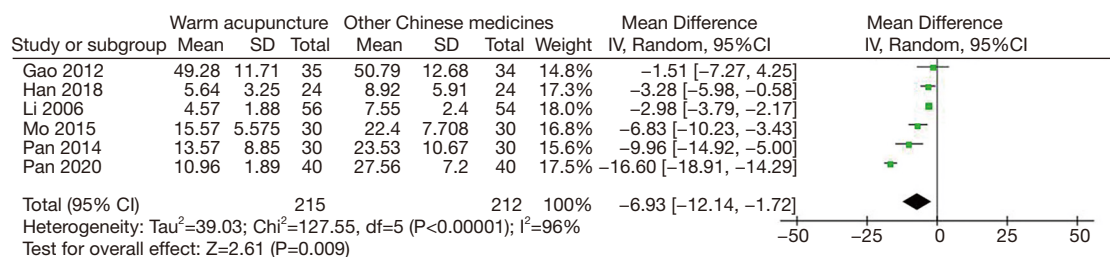 Warm acupuncture Other Chinese medicines Mean Difference Mean Difference
Study or subgroup Mean SD Total Mean SD Total Weight IV, Random, 95%CI IV, Random, 95%CI
Gao 2012 49.28 11.71 35 50.79 12.68 34 14.8% −1.51 [−7.27, 4.25]
Han 2018 5.64 3.25 24 8.92 5.91 24 17.3% −3.28 [−5.98, −0.58]
Li 2006 4.57 1.88 56 7.55 2.4 54 18.0% −2.98 [−3.79, −2.17]
Mo 2015 15.57 5.575 30 22.4 7.708 30 16.8% −6.83 [−10.23, −3.43]
Pan 2014 13.57 8.85 30 23.53 10.67 30 15.6% −9.96 [−14.92, −5.00]
Pan 2020 10.96 1.89 40 27.56 7.2 40 17.5% −16.60 [−18.91, −14.29]
Total (95% CI) 215 212 100% −6.93 [−12.14, −1.72]
Heterogeneity: Tau²=39.03; Chi²=127.55, df=5 (P<0.00001); I²=96%
Test for overall effect: Z=2.61 (P=0.009)
−50 −25 0 25 50